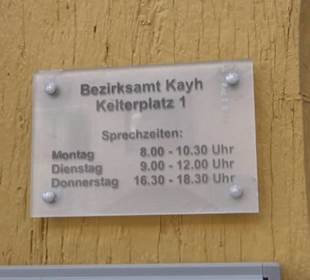 Bezirksamt Kayh
Kelterplatz 1
Sprechzeiten:
Montag 8.00 - 10.30 Uhr
Dienstag 9.00 - 12.00 Uhr
Donnerstag 16.30 - 18.30 Uhr